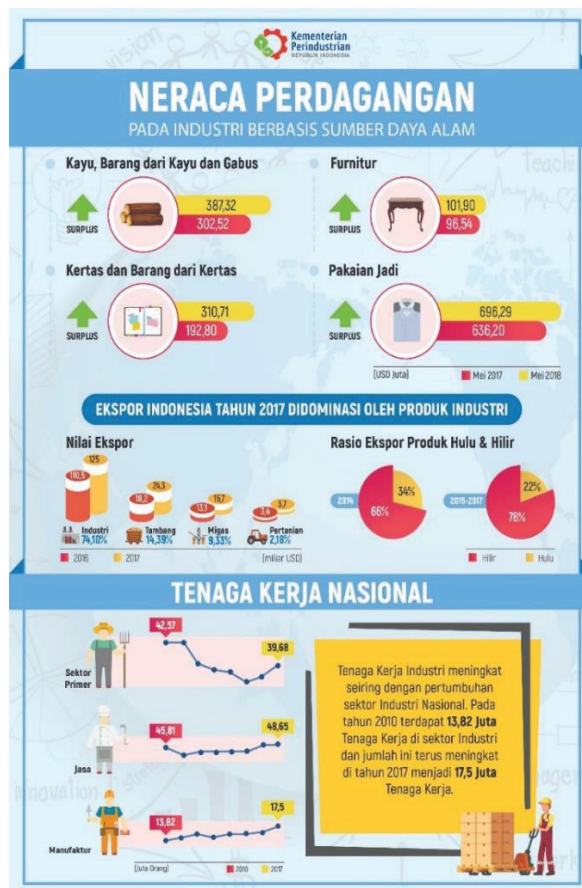 Kementerian
Perindustrian
REPUBLIK INDONESIA
NERACA PERDAGANGAN
PADA INDUSTRI BERBASIS SUMBER DAYA ALAM
Kayu, Barang dari Kayu dan Gabus
SURPLUS
387,32
302,52
Furnitur
SURPLUS
101,90
96,54
Kertas dan Barang dari Kertas
SURPLUS
310,71
192,80
Pakaian Jadi
SURPLUS
696,29
636,20
(USD Juta)
Mei 2017
Mei 2018
EKSPOR INDONESIA TAHUN 2017 DIDOMINASI OLEH PRODUK INDUSTRI
Nilai Ekspor
110,5
125
Industri
74,10%
18,2
24,3
Tambang
14,39%
13,1
15,7
Migas
9,33%
3,4
3,7
Pertanian
2,18%
2016
2017
(miliar USD)
Rasio Ekspor Produk Hulu & Hilir
2014
34%
66%
2015-2017
22%
78%
Hilir
Hulu
TENAGA KERJA NASIONAL
Sektor
Primer
42,57
39,68
Jasa
45,81
48,65
Manufaktur
13,82
17,5
(Juta Orang)
2010
2017
Tenaga Kerja Industri meningkat
seiring dengan pertumbuhan
sektor Industri Nasional. Pada
tahun 2010 terdapat 13,82 Juta
Tenaga Kerja di sektor Industri
dan jumlah ini terus meningkat
di tahun 2017 menjadi 17,5 Juta
Tenaga Kerja.